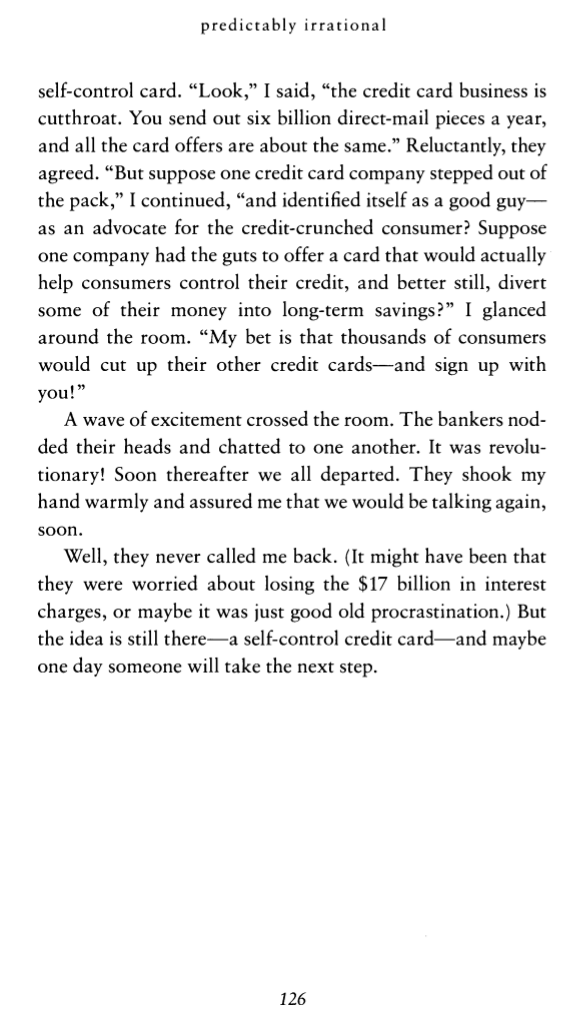 predictably irrational
self-control card. “Look,” I said, “the credit card business is
cutthroat. You send out six billion direct-mail pieces a year,
and all the card offers are about the same.” Reluctantly, they
agreed. “But suppose one credit card company stepped out of
the pack,” I continued, “and identified itself as a good guy—
as an advocate for the credit-crunched consumer? Suppose
one company had the guts to offer a card that would actually
help consumers control their credit, and better still, divert
some of their money into long-term savings?” I glanced
around the room. “My bet is that thousands of consumers
would cut up their other credit cards—and sign up with
you!”
A wave of excitement crossed the room. The bankers nod-
ded their heads and chatted to one another. It was revolu-
tionary! Soon thereafter we all departed. They shook my
hand warmly and assured me that we would be talking again,
soon.
Well, they never called me back. (It might have been that
they were worried about losing the $17 billion in interest
charges, or maybe it was just good old procrastination.) But
the idea is still there—a self-control credit card—and maybe
one day someone will take the next step.
126